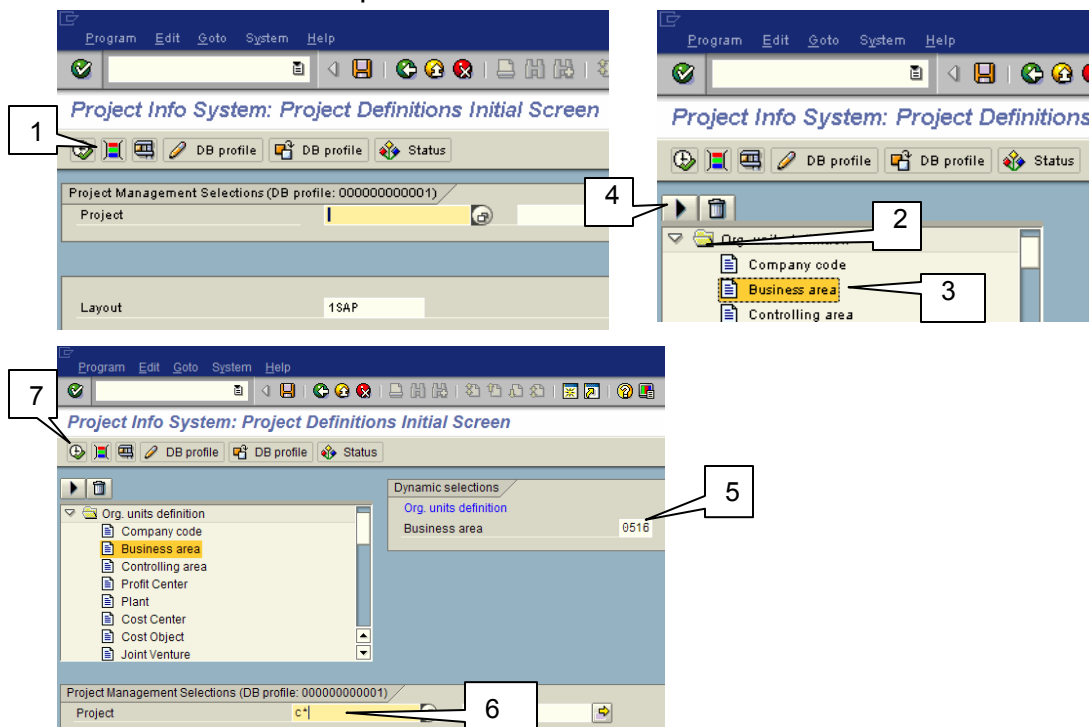 Program Edit Goto System Help
Project Info System: Project Definitions Initial Screen
1
DB profile DB profile Status
Project Management Selections (DB profile: 000000000001)
Project
Layout 1SAP
Program Edit Goto System Help
Project Info System: Project Definitions
DB profile DB profile Status
4
2
Org. units definition
Company code
Business area
3
Controlling area
Program Edit Goto System Help
7
Project Info System: Project Definitions Initial Screen
DB profile DB profile Status
Dynamic selections
Org. units definition
Business area 0516
5
Org. units definition
Company code
Business area
Controlling area
Profit Center
Plant
Cost Center
Cost Object
Joint Venture
Project Management Selections (DB profile: 000000000001)
Project c*
6